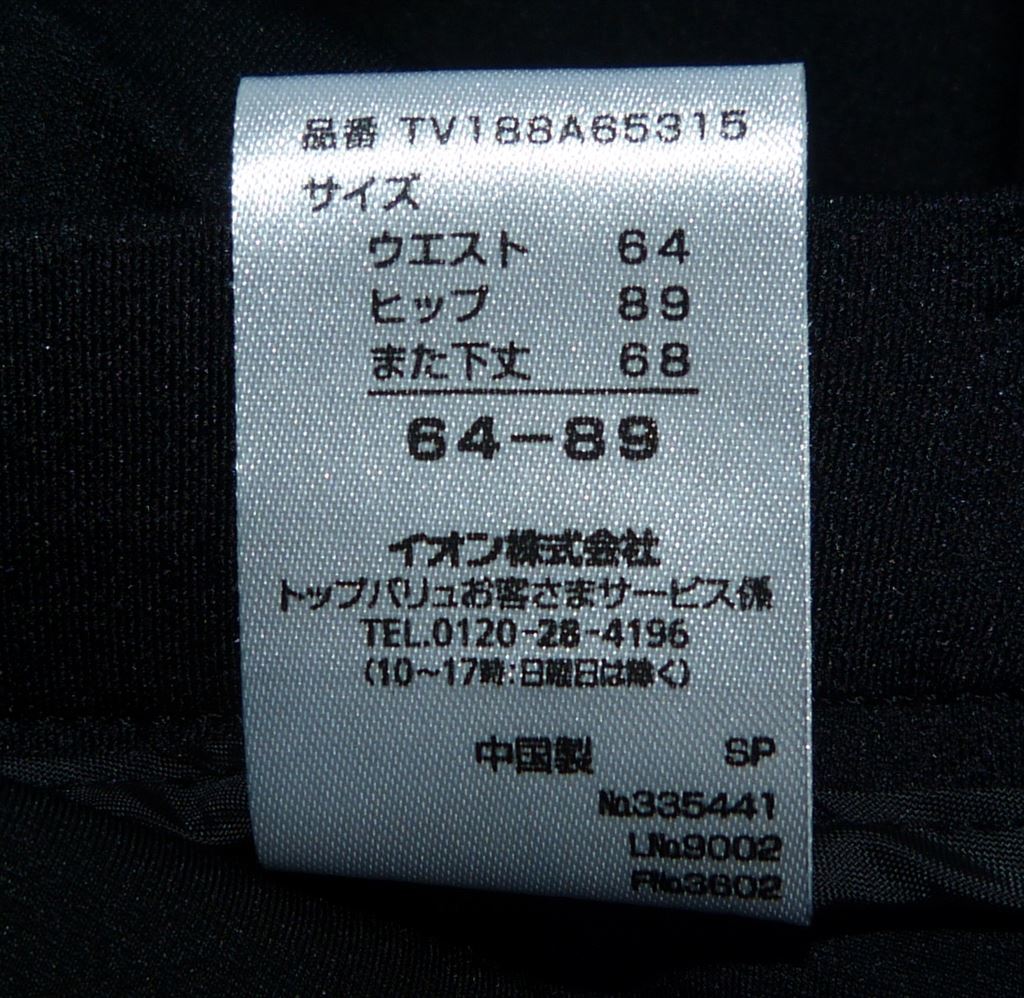 品番 TV188A65315
サイズ
ウエスト 64
ヒップ 89
また下丈 68
64-89
イオン株式会社
トップバリュお客さまサービス係
TEL.0120-28-4196
(10~17時:日曜日は除く)
中国製 SP
№335441
L№9002
R№3602